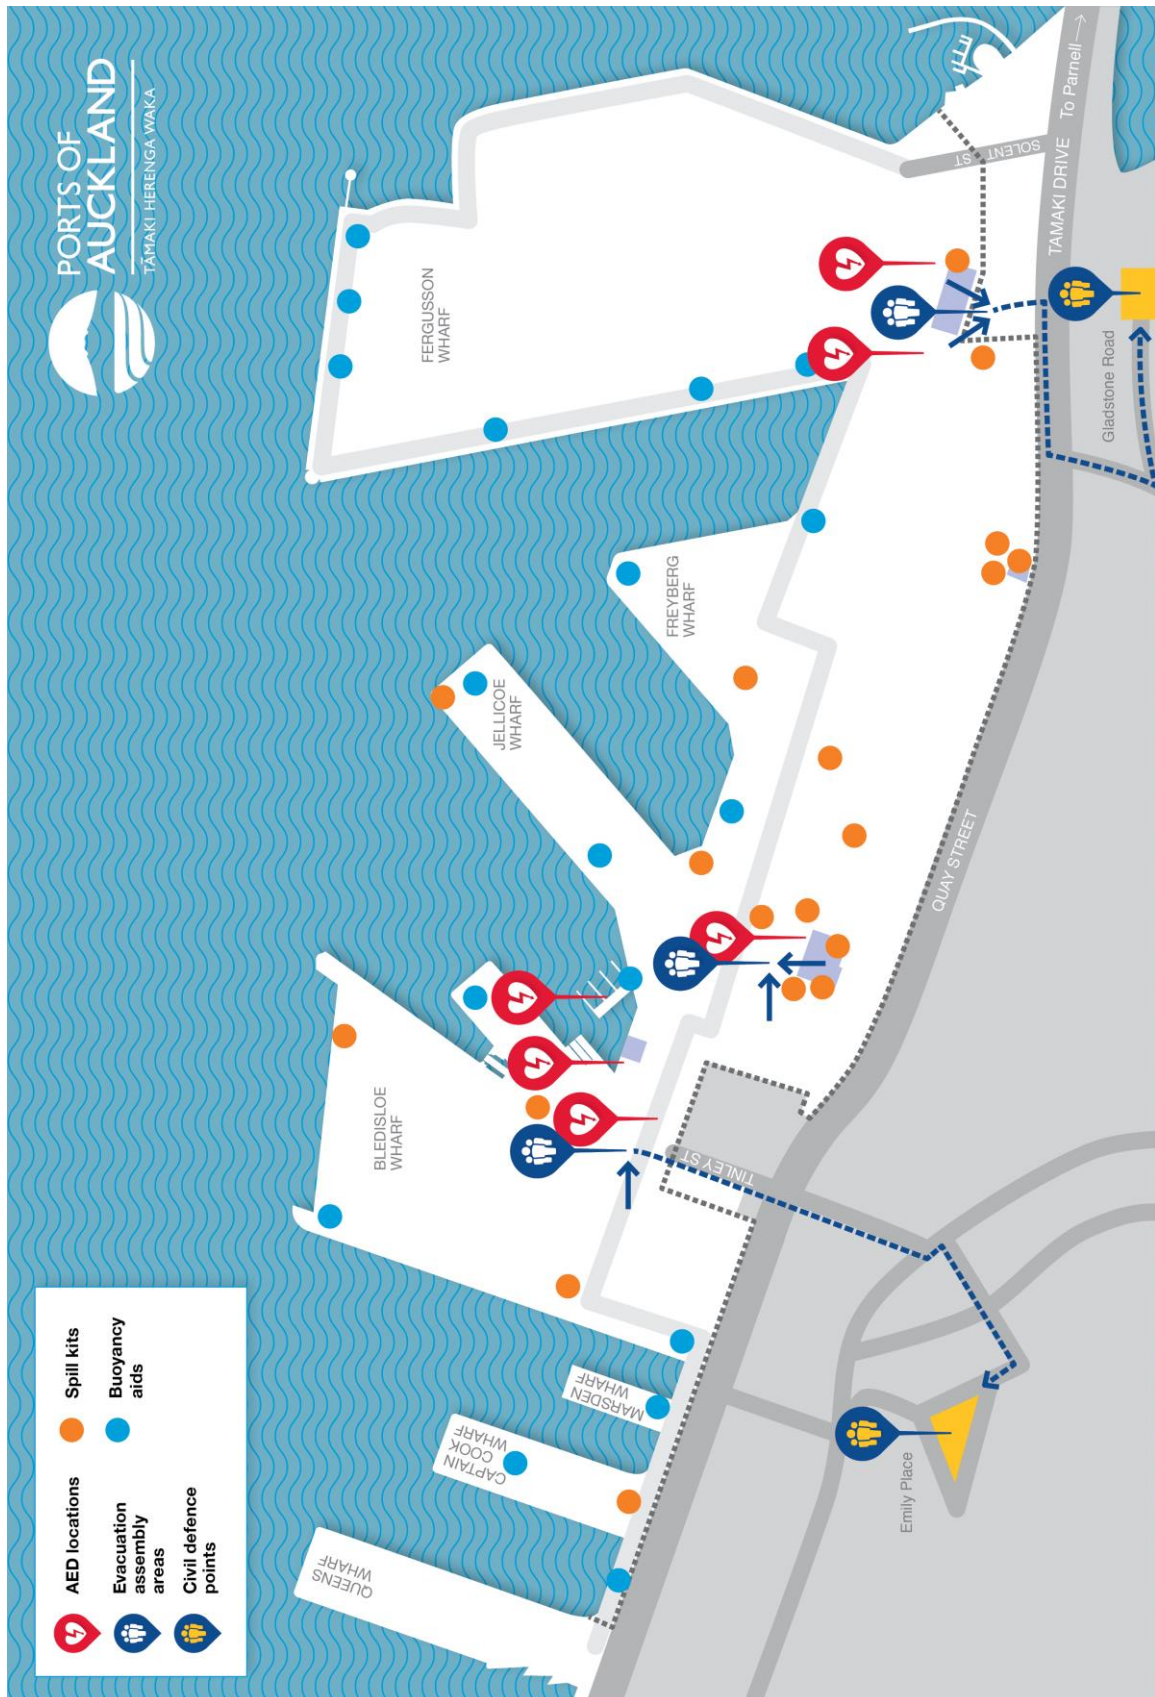 PORTS OF
AUCKLAND
TĀMAKI HERENGA WAKA
AED locations
Evacuation
assembly
areas
Civil defence
points
Spill kits
Buoyancy
aids
QUEENS
WHARF
CAPTAIN
COOK
WHARF
MARSDEN
WHARF
BLEDISLOE
WHARF
JELLICOE
WHARF
FREYBERG
WHARF
FERGUSSON
WHARF
TINLEY ST
QUAY STREET
SOLENT
ST
TAMAKI DRIVE
To Parnell
Emily Place
Gladstone Road